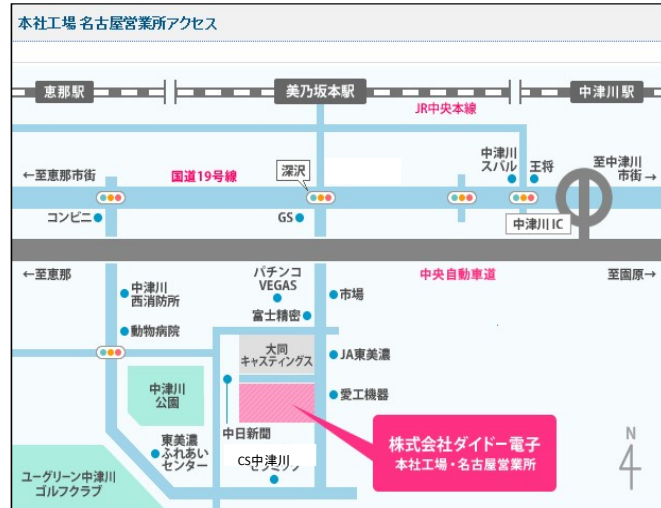 本社工場 名古屋営業所アクセス
恵那駅
美乃坂本駅
中津川駅
JR中央本線
中津川
スバル
王将
至中津川
市街→
←至恵那市街
国道19号線
深沢
コンビニ
GS
中津川 IC
←至恵那
中央自動車道
至園原→
パチンコ
VEGAS
中津川
西消防所
市場
富士精密
動物病院
大同
キャスティングス
JA東美濃
中津川
公園
愛工機器
中日新聞
株式会社ダイドー電子
本社工場・名古屋営業所
N
東美濃
ふれあい
センター
CS中津川
ユーグリーン中津川
ゴルフクラブ